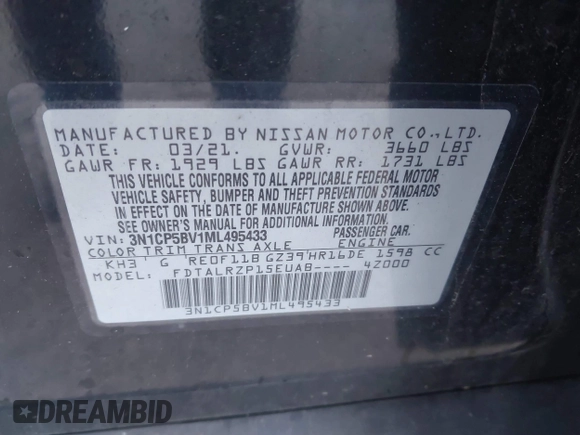 MANUFACTURED BY NISSAN MOTOR CO.,LTD.
DATE: 03/21. GVWR: 3660 LBS
GAWR FR: 1929 LBS GAWR RR: 1731 LBS
THIS VEHICLE CONFORMS TO ALL APPLICABLE FEDERAL MOTOR
VEHICLE SAFETY, BUMPER AND THEFT PREVENTION STANDARDS
IN EFFECT ON THE DATE OF MANUFACTURE SHOWN ABOVE.
SEE OWNER'S MANUAL FOR ADDITIONAL INFORMATION.
VIN: 3N1CP5BV1ML495433 PASSENGER CAR.
COLOR TRIM TRANS AXLE ENGINE
KH3 G RE0F11B GZ39 HR16DE 1598 CC
MODEL: FDTALRZP15EUAB---- 42000
3N1CP5BV1ML495433
DREAMBID